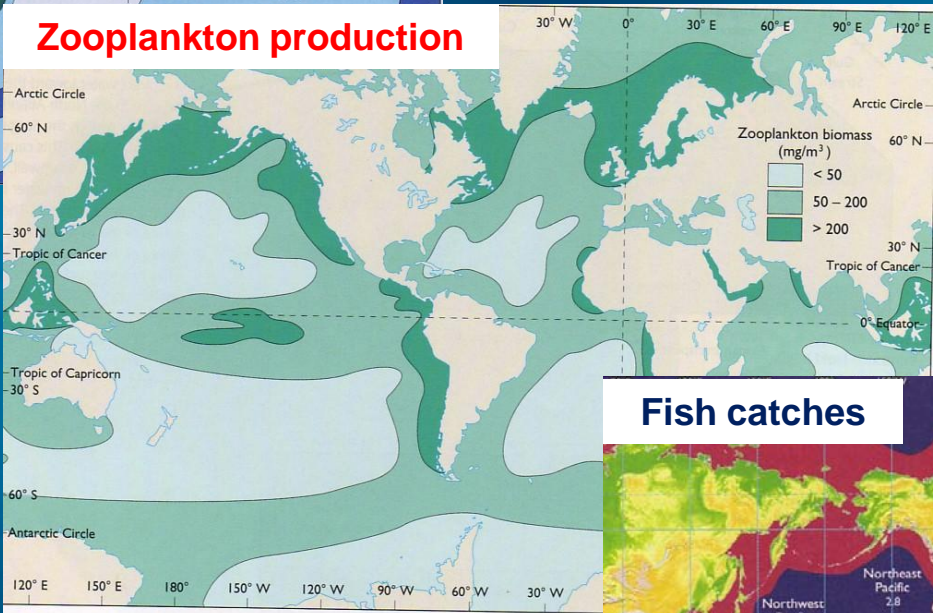 Zooplankton production
30° W 0° 30° E 60° E 90° E 120° E
Arctic Circle
60° N
30° N
Tropic of Cancer
Tropic of Capricorn
30° S
60° S
Antarctic Circle
120° E 150° E 180° 150° W 120° W 90° W 60° W 30° W
Arctic Circle
60° N
Zooplankton biomass
(mg/m³)
< 50
50 – 200
> 200
30° N
Tropic of Cancer
0° Equator
Fish catches
Northwest
Northeast
Pacific
2.8